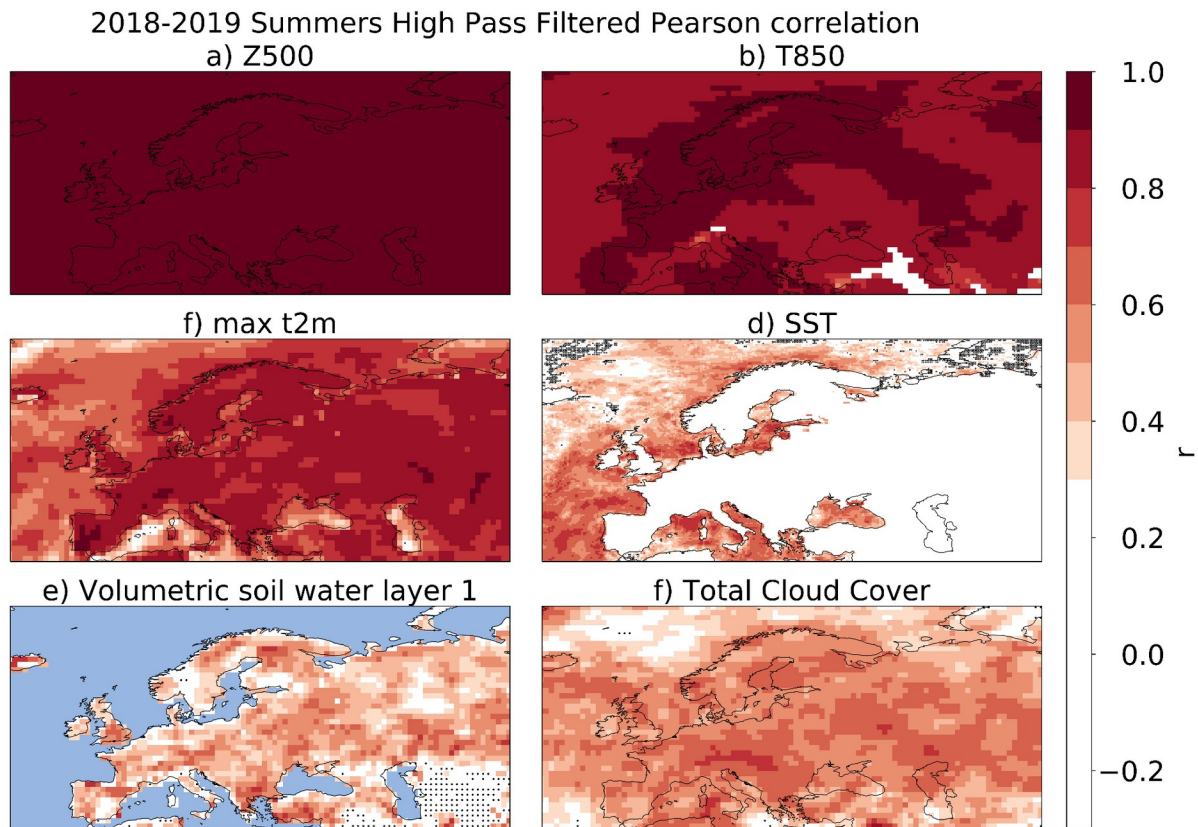 2018-2019 Summers High Pass Filtered Pearson correlation
a) Z500
b) T850
f) max t2m
d) SST
e) Volumetric soil water layer 1
f) Total Cloud Cover
1.0
0.8
0.6
0.4
0.2
0.0
−0.2
r